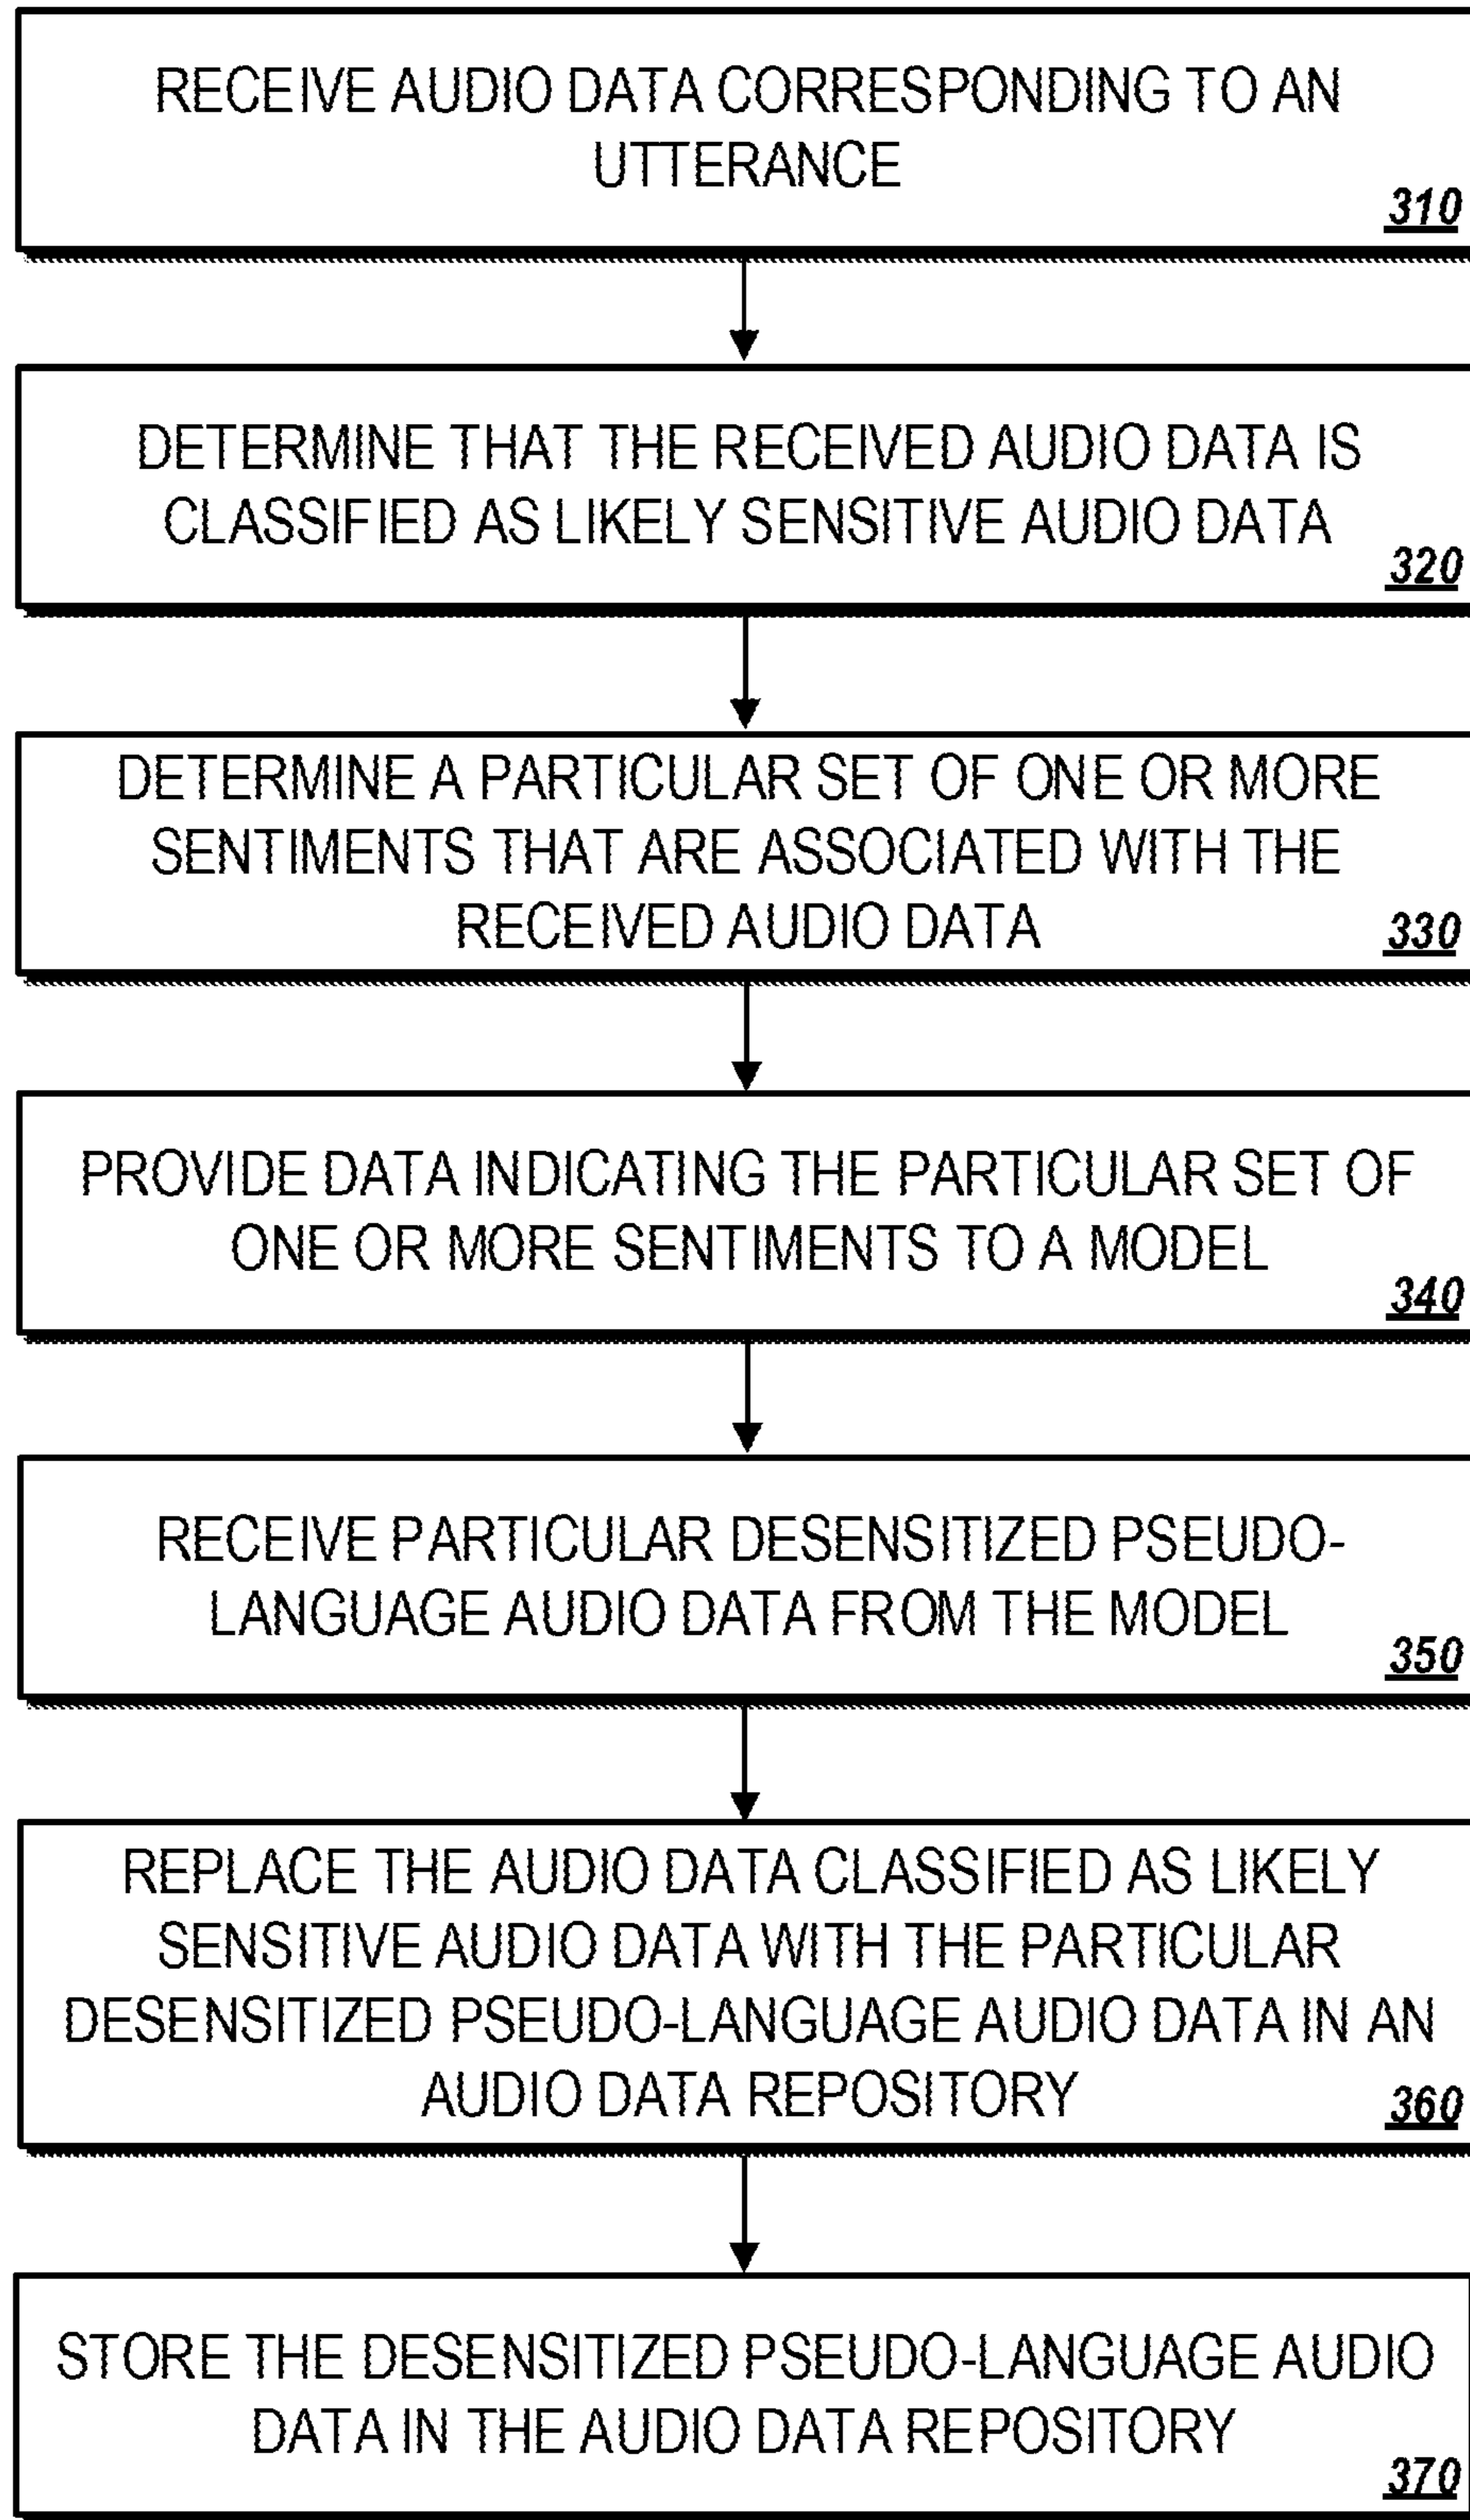 RECEIVE AUDIO DATA CORRESPONDING TO AN
UTTERANCE
310
DETERMINE THAT THE RECEIVED AUDIO DATA IS
CLASSIFIED AS LIKELY SENSITIVE AUDIO DATA
320
DETERMINE A PARTICULAR SET OF ONE OR MORE
SENTIMENTS THAT ARE ASSOCIATED WITH THE
RECEIVED AUDIO DATA
330
PROVIDE DATA INDICATING THE PARTICULAR SET OF
ONE OR MORE SENTIMENTS TO A MODEL
340
RECEIVE PARTICULAR DESENSITIZED PSEUDO-
LANGUAGE AUDIO DATA FROM THE MODEL
350
REPLACE THE AUDIO DATA CLASSIFIED AS LIKELY
SENSITIVE AUDIO DATA WITH THE PARTICULAR
DESENSITIZED PSEUDO-LANGUAGE AUDIO DATA IN AN
AUDIO DATA REPOSITORY
360
STORE THE DESENSITIZED PSEUDO-LANGUAGE AUDIO
DATA IN THE AUDIO DATA REPOSITORY
370